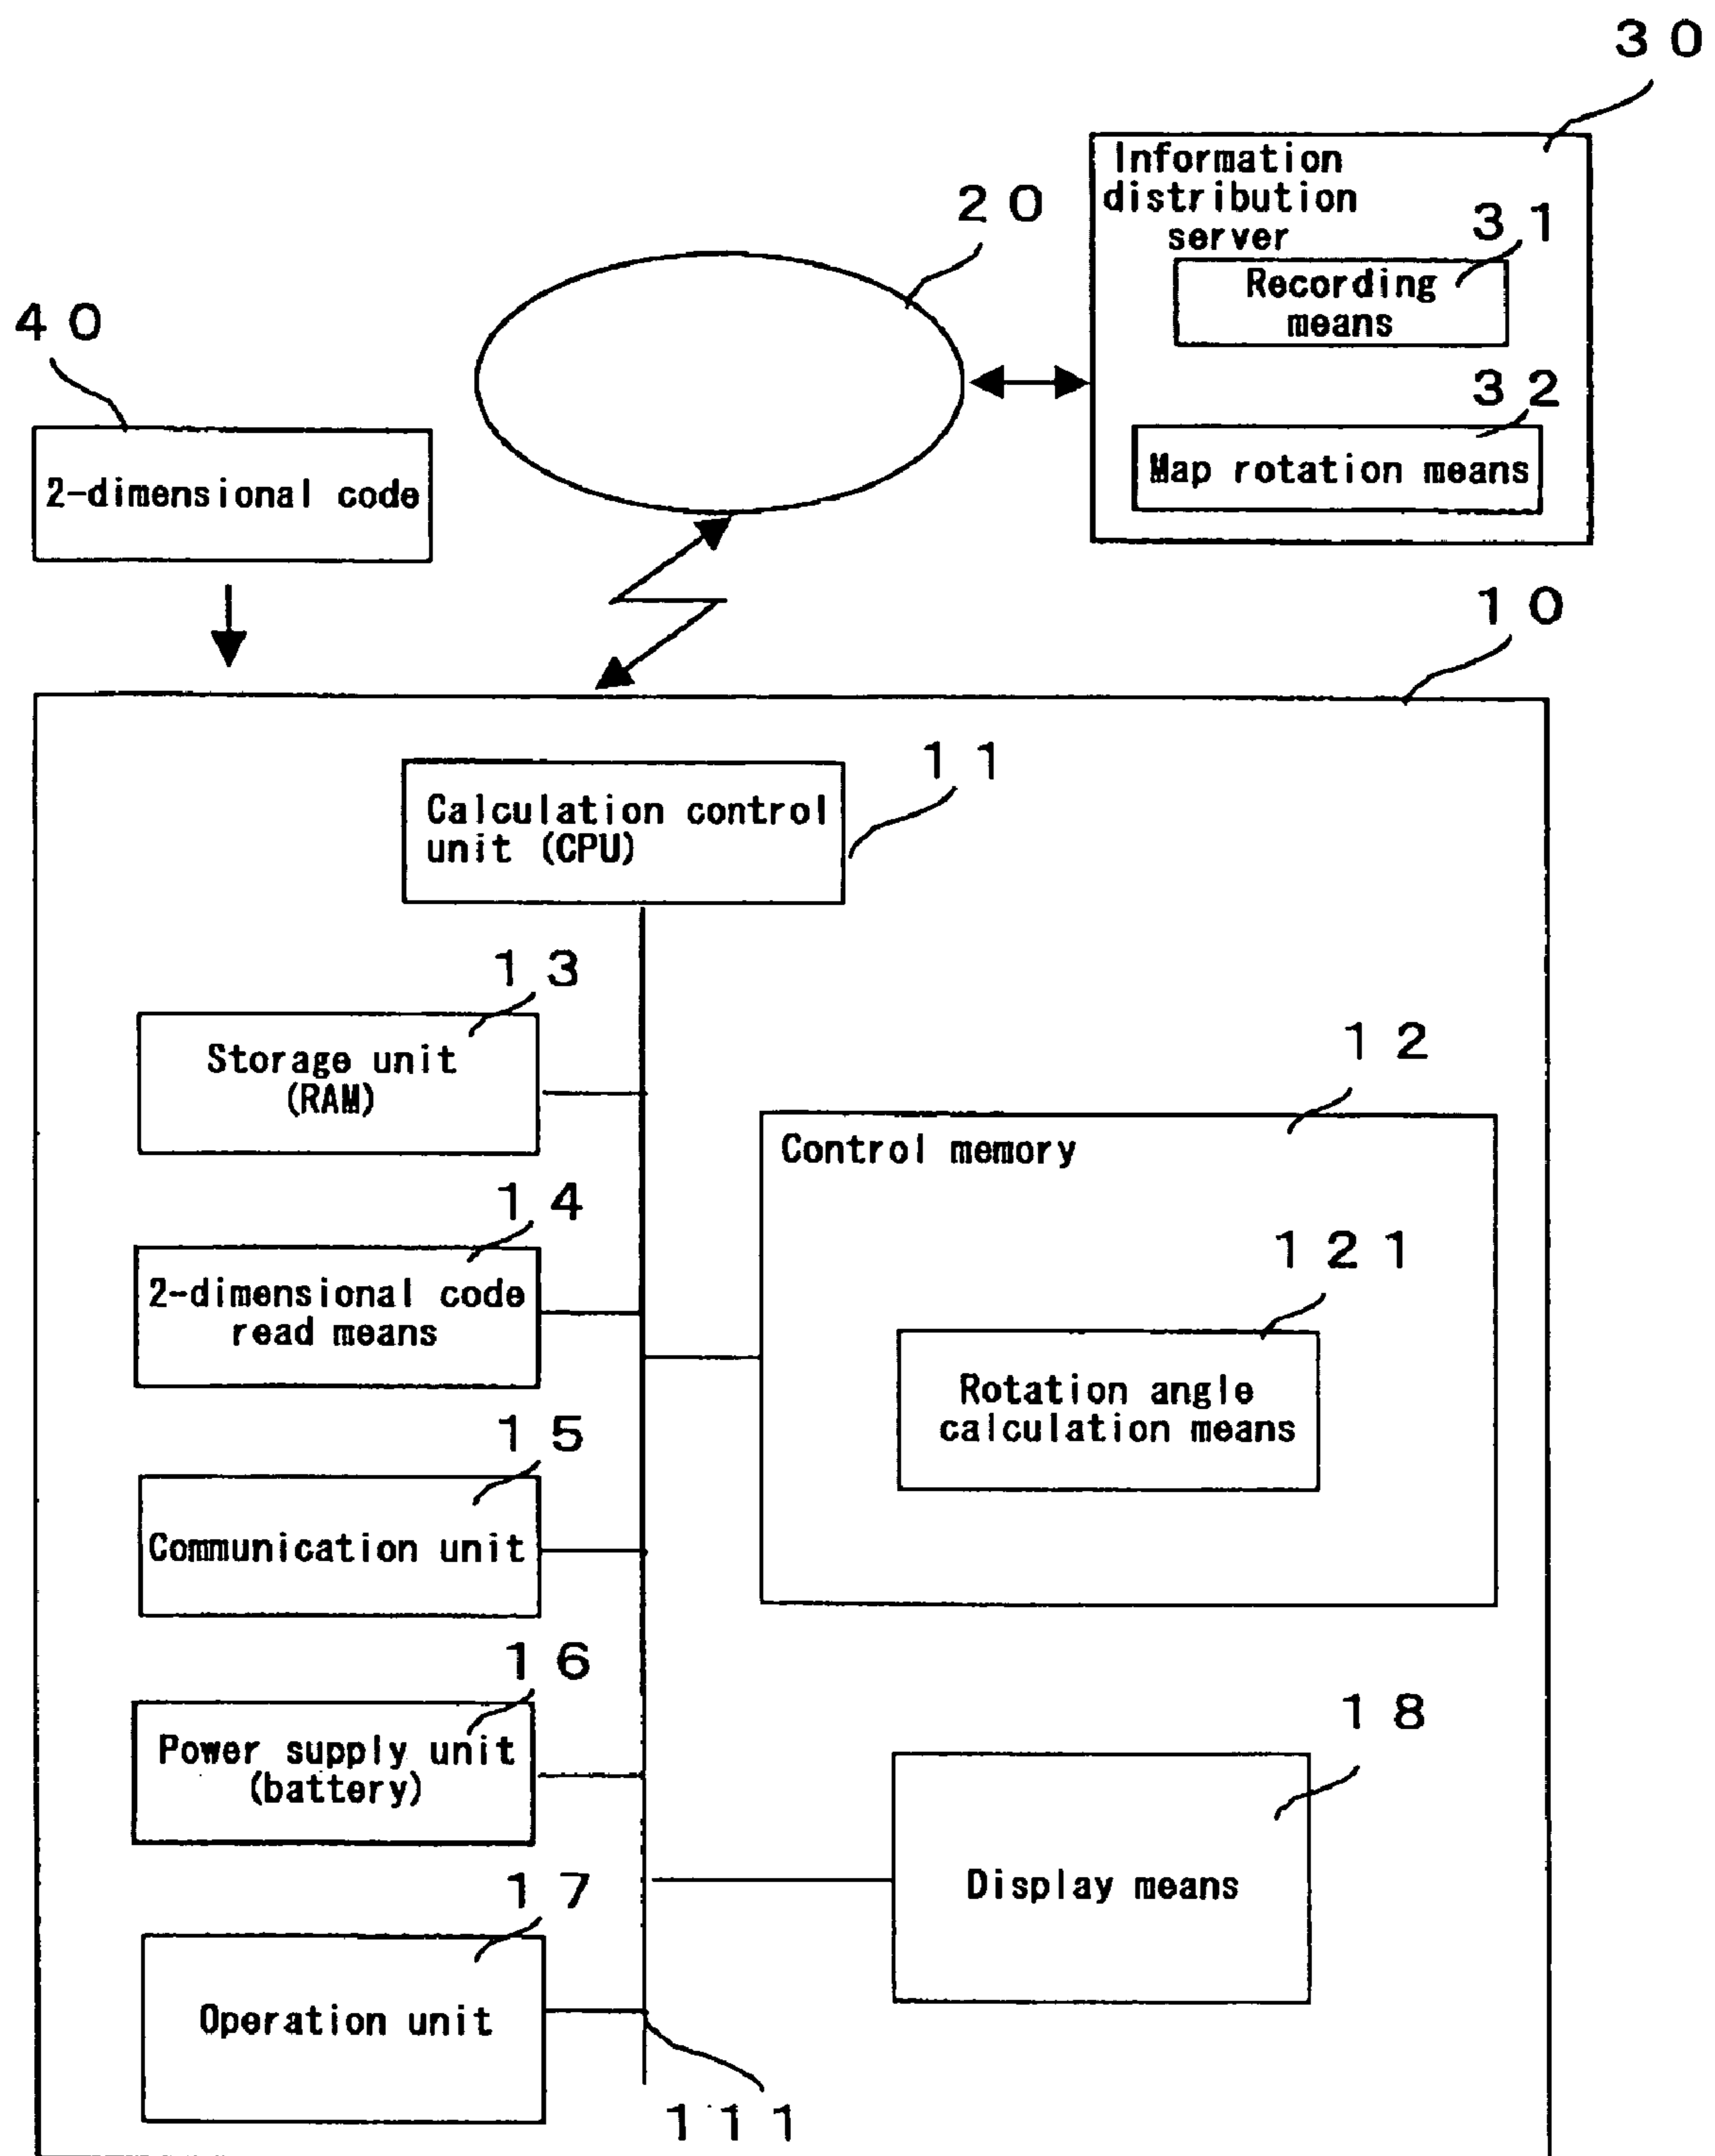 30
Information
distribution
server
31
Recording
means
32
Map rotation means
20
40
2-dimensional code
10
11
Calculation control
unit (CPU)
13
Storage unit
(RAM)
12
Control memory
14
2-dimensional code
read means
121
Rotation angle
calculation means
15
Communication unit
16
Power supply unit
(battery)
18
Display means
17
Operation unit
111